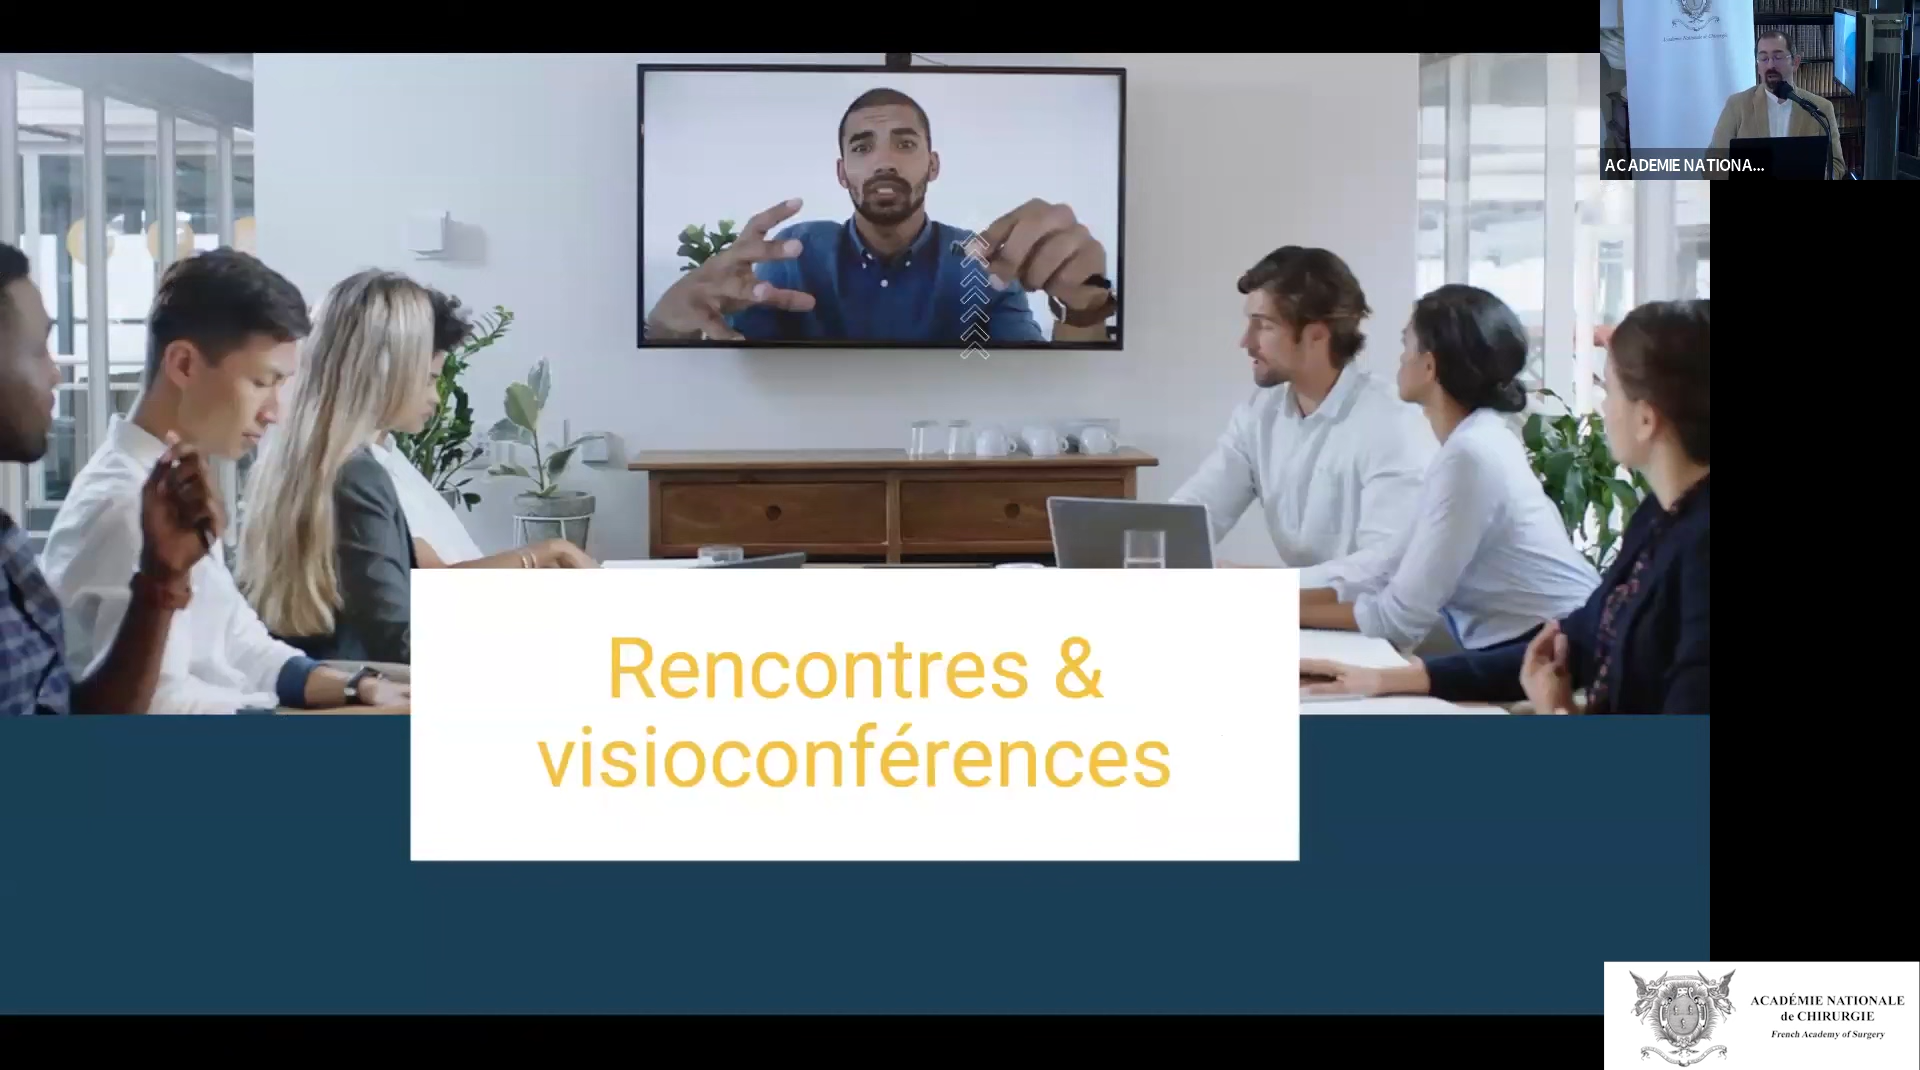 ACADEMIE NATIONA...
Rencontres &
visioconférences
ACADÉMIE NATIONALE
de CHIRURGIE
French Academy of Surgery